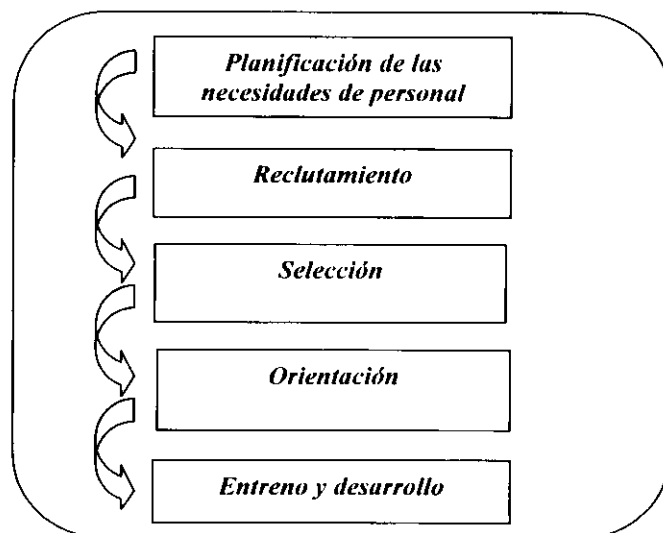 Planificación de las
necesidades de personal
Reclutamiento
Selección
Orientación
Entreno y desarrollo